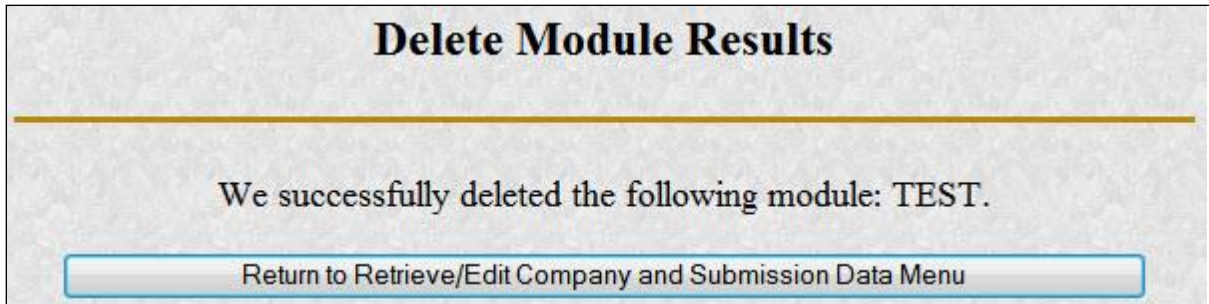 Delete Module Results
We successfully deleted the following module: TEST.
Return to Retrieve/Edit Company and Submission Data Menu